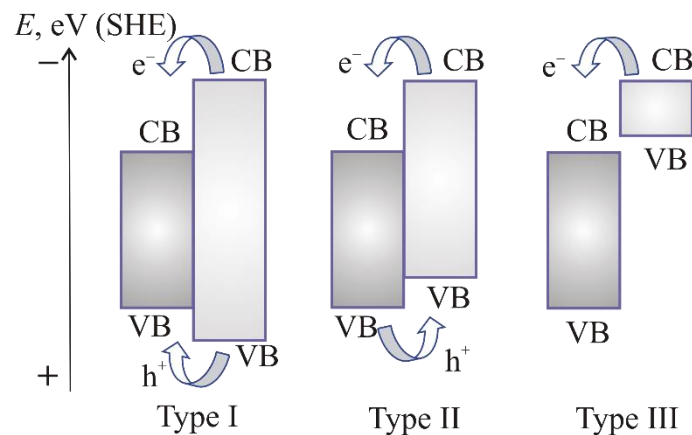 E, eV (SHE)
−
+
e⁻ CB
CB
VB
VB
h⁺
Type I
e⁻ CB
CB
VB
VB
h⁺
Type II
e⁻ CB
CB
VB
VB
Type III